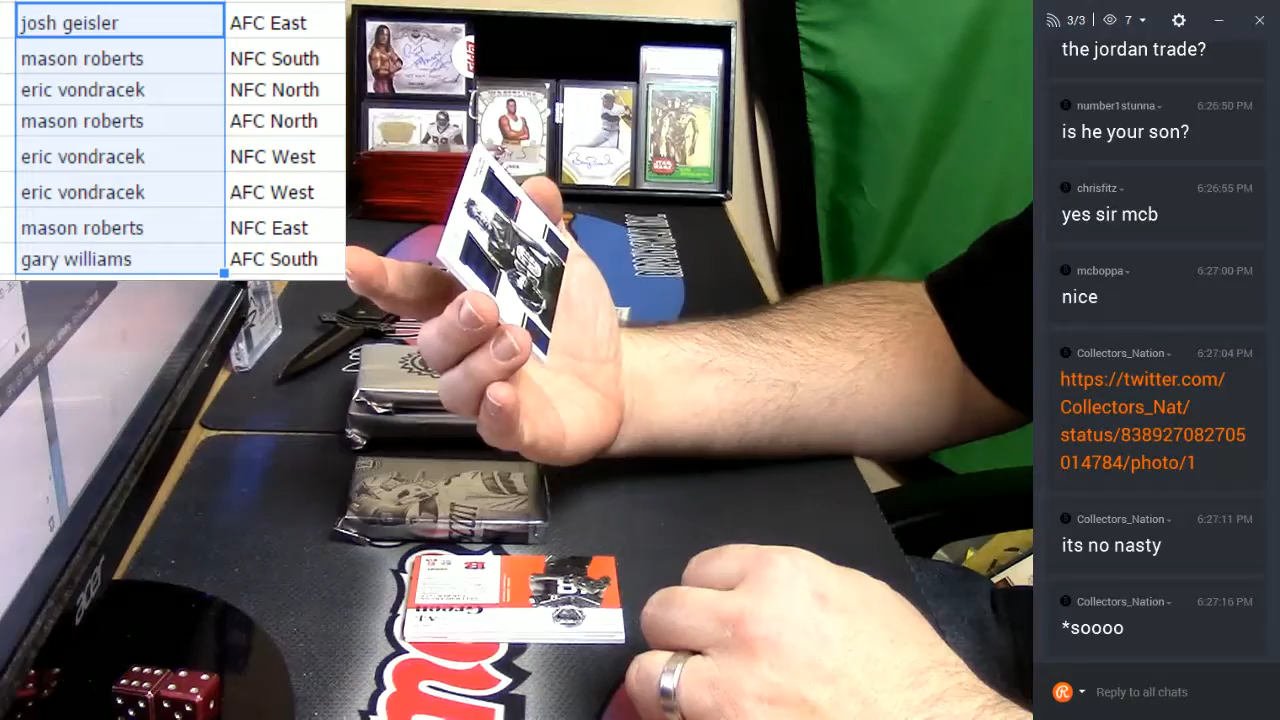 josh geisler AFC East
mason roberts NFC South
eric vondracek NFC North
mason roberts AFC North
eric vondracek NFC West
eric vondracek AFC West
mason roberts NFC East
gary williams AFC South
STAR
WARS
acer
Green
A.J.
3/3 7
the jordan trade?
number1stunna 6:26:50 PM
is he your son?
chrisfitz 6:26:55 PM
yes sir mcb
mcboppa 6:27:00 PM
nice
Collectors_Nation 6:27:04 PM
https://twitter.com/
Collectors_Nat/
status/838927082705
014784/photo/1
Collectors_Nation 6:27:11 PM
its no nasty
Collectors_Nation 6:27:16 PM
*soooo
Reply to all chats